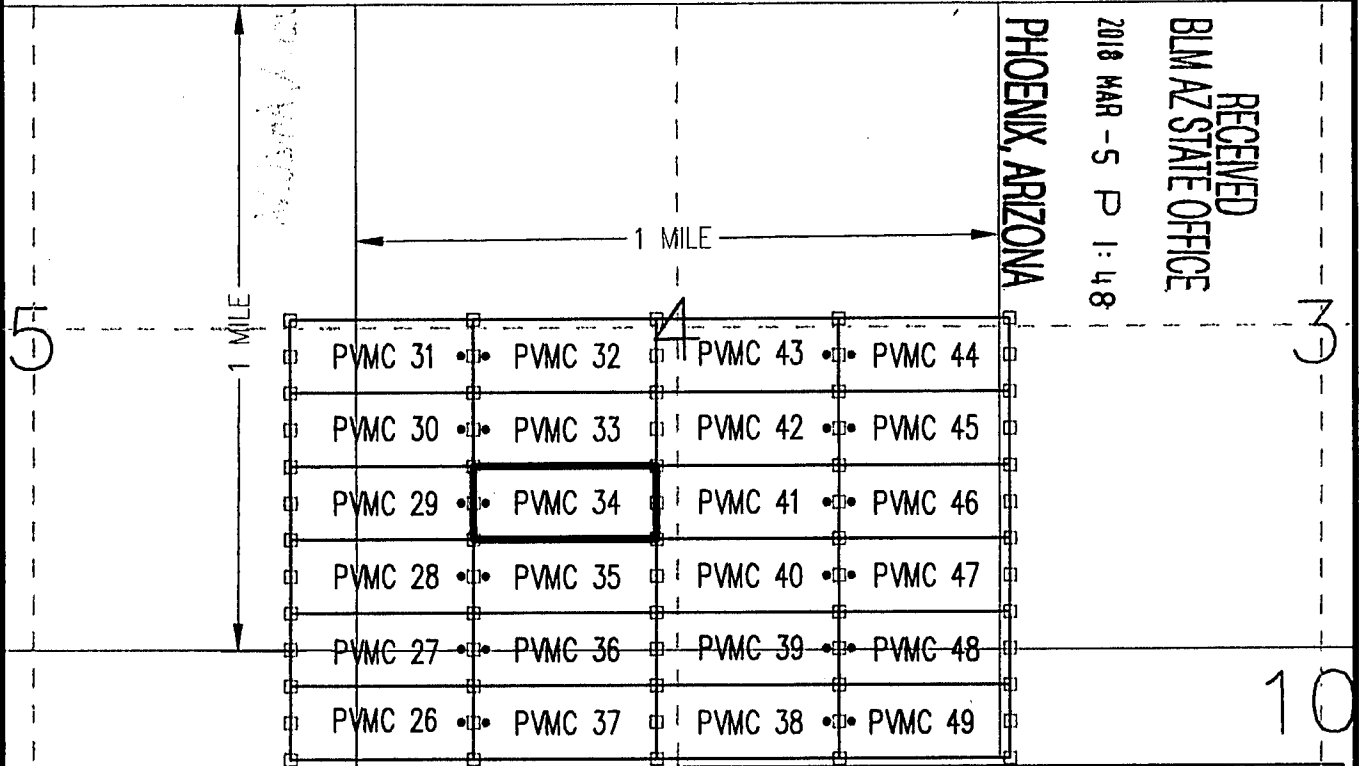 RECEIVED
BLM AZ STATE OFFICE
2018 MAR -5 P 1:48
PHOENIX, ARIZONA
1 MILE
1 MILE
5
4
3
PVMC 31 PVMC 32 PVMC 43 PVMC 44
PVMC 30 PVMC 33 PVMC 42 PVMC 45
PVMC 29 PVMC 34 PVMC 41 PVMC 46
PVMC 28 PVMC 35 PVMC 40 PVMC 47
PVMC 27 PVMC 36 PVMC 39 PVMC 48
PVMC 26 PVMC 37 PVMC 38 PVMC 49
10